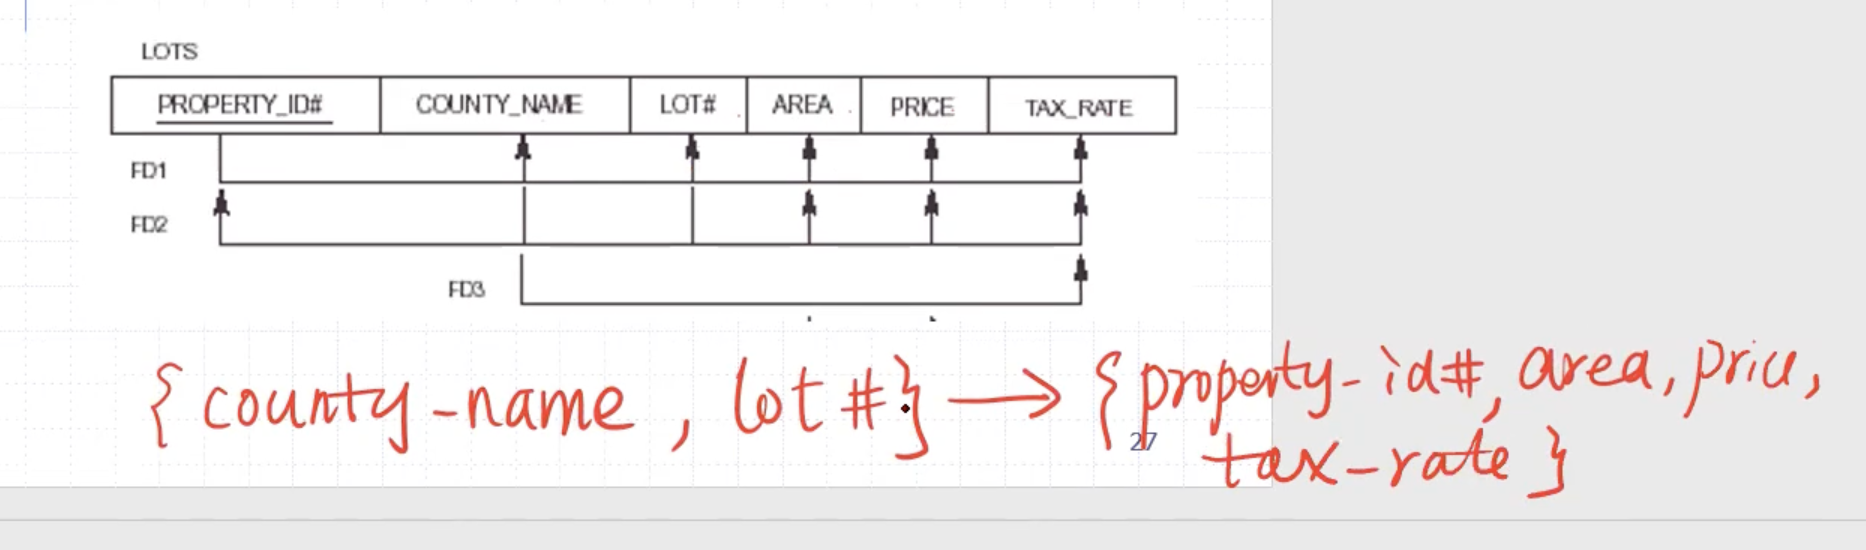 LOTS
PROPERTY_ID# COUNTY_NAME LOT# AREA PRICE TAX_RATE
FD1
FD2
FD3
{county-name, lot#} → {property-id#, area, price,
27
tax-rate}